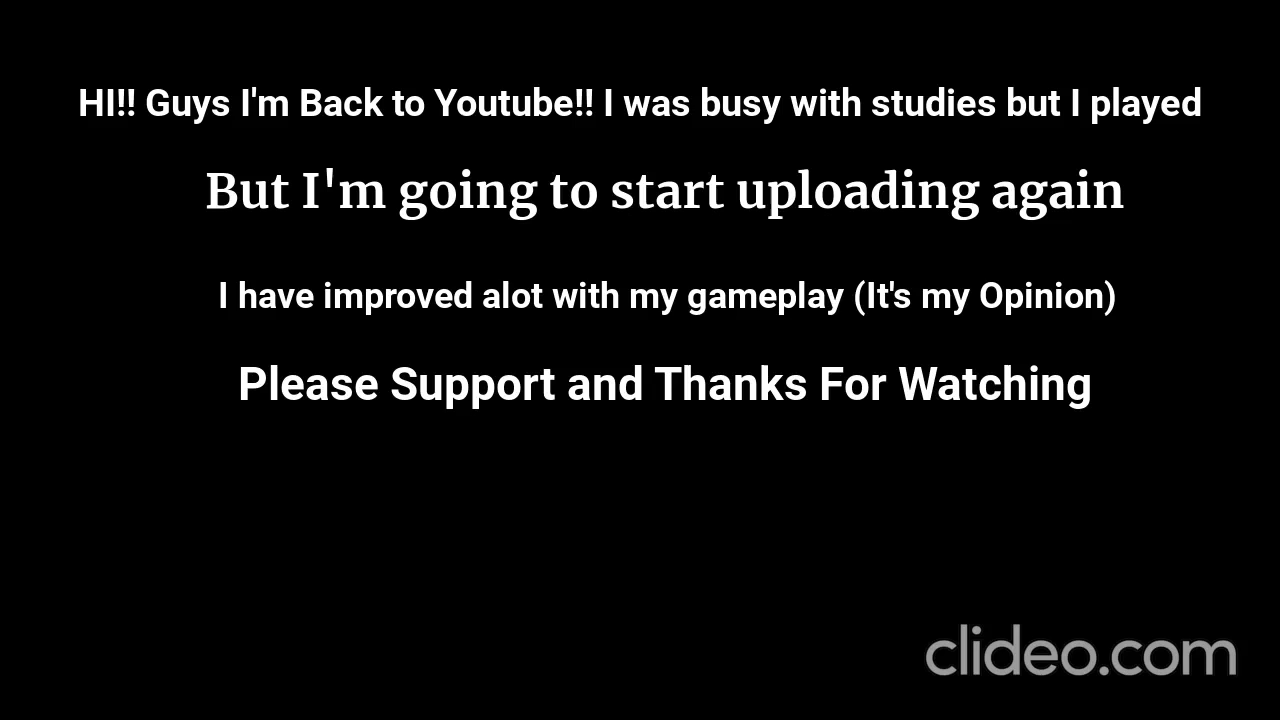 HI!! Guys I'm Back to Youtube!! I was busy with studies but I played
But I'm going to start uploading again
I have improved alot with my gameplay (It's my Opinion)
Please Support and Thanks For Watching
clideo.com